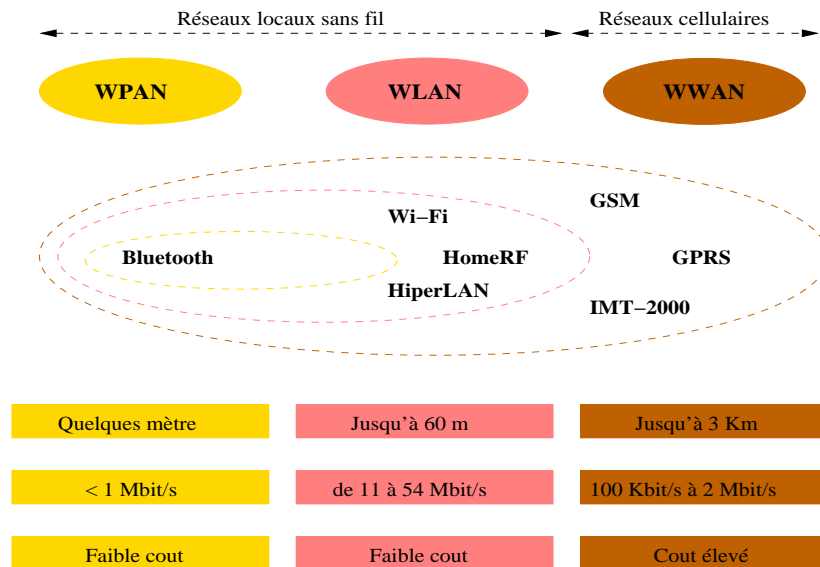 Réseaux locaux sans fil Réseaux cellulaires
WPAN WLAN WWAN
GSM
Wi−Fi
Bluetooth HomeRF GPRS
HiperLAN
IMT−2000
Quelques mètre Jusqu'à 60 m Jusqu'à 3 Km
< 1 Mbit/s de 11 à 54 Mbit/s 100 Kbit/s à 2 Mbit/s
Faible cout Faible cout Cout élevé